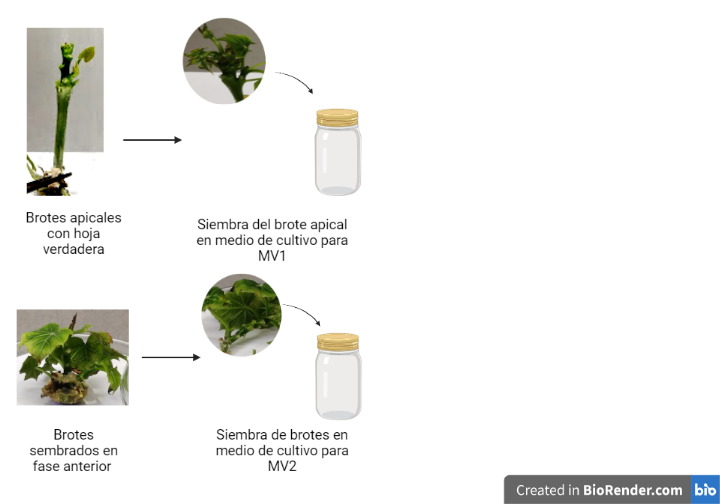 Brotes apicales
con hoja
verdadera
Siembra del brote apical
en medio de cultivo para
MV1
Brotes
sembrados en
fase anterior
Siembra de brotes en
medio de cultivo para
MV2
Created in BioRender.com bio